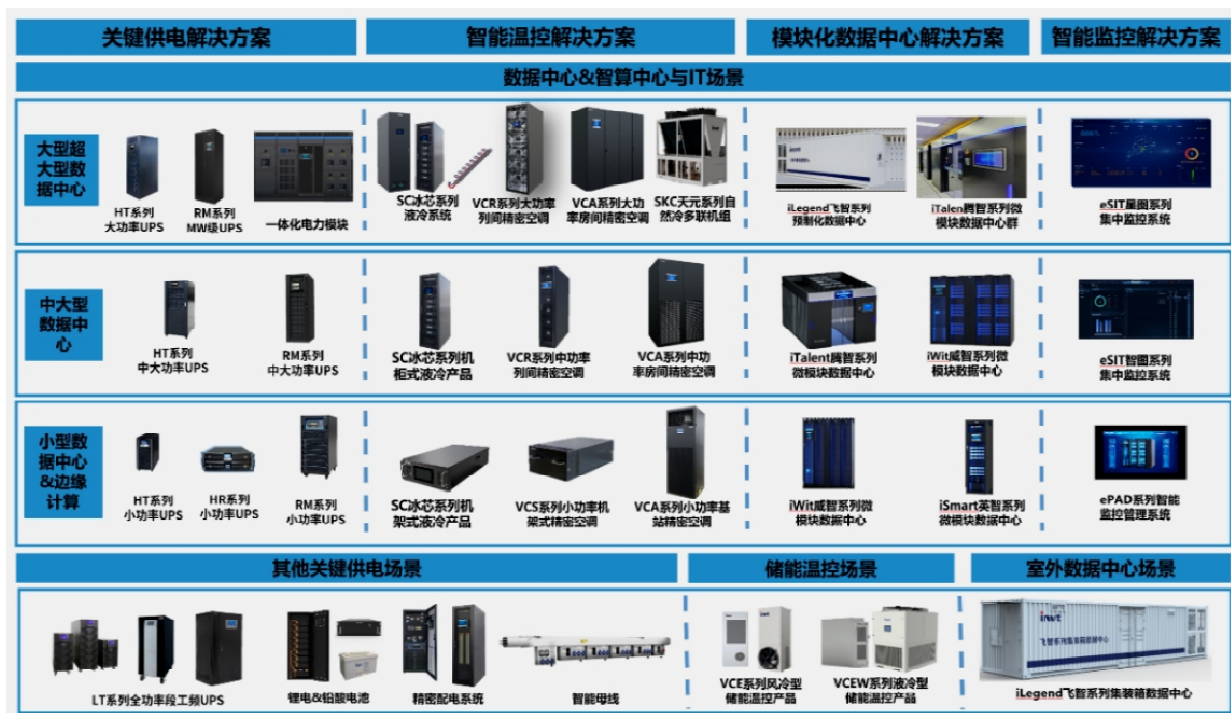 关键供电解决方案
智能温控解决方案
模块化数据中心解决方案
智能监控解决方案
数据中心&智算中心与IT场景
大型超
大型数
据中心
HT系列
大功率UPS
RM系列
MW级UPS
一体化电力模块
SC冰芯系列
液冷系统
VCR系列大功率
列间精密空调
VCA系列大功
率房间精密空调
SKC天元系列自
然冷多联机组
iLegend飞智系列
预制化数据中心
iTalen腾智系列微
模块数据中心群
eSIT星图系列
集中监控系统
中大型
数据中
心
HT系列
中大功率UPS
RM系列
中大功率UPS
SC冰芯系列机
柜式液冷产品
VCR系列中功率
列间精密空调
VCA系列中功
率房间精密空调
iTalent腾智系列
微模块数据中心
iWit威智系列微
模块数据中心
eSIT智图系列
集中监控系统
小型数
据中心
&边缘
计算
HT系列
小功率UPS
HR系列
小功率UPS
RM系列
小功率UPS
SC冰芯系列机
架式液冷产品
VCS系列小功率机
架式精密空调
VCA系列小功率基
站精密空调
iWit威智系列微
模块数据中心
iSmart英智系列
微模块数据中心
ePAD系列智能
监控管理系统
其他关键供电场景
储能温控场景
室外数据中心场景
LT系列全功率段工频UPS
锂电&铅酸电池
精密配电系统
智能母线
VCE系列风冷型
储能温控产品
VCEW系列液冷型
储能温控产品
invt
飞智系列集装箱数据中心
iLegend飞智系列集装箱数据中心